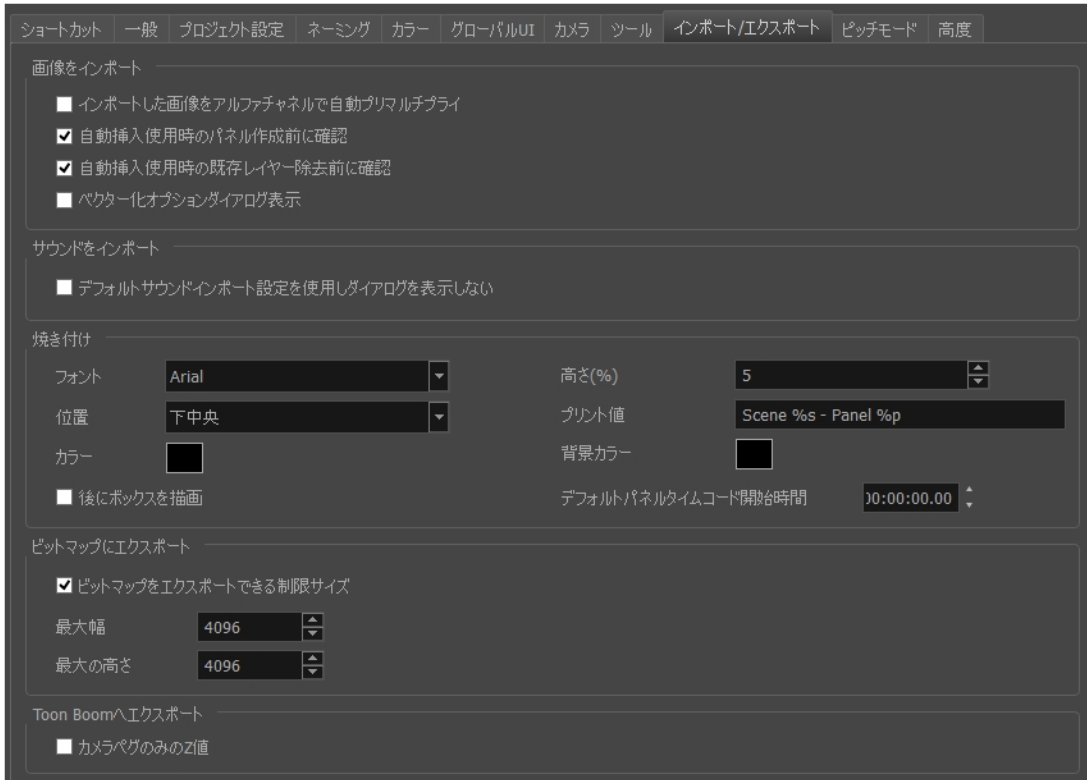 ショートカット 一般 プロジェクト設定 ネーミング カラー グローバルUI カメラ ツール インポート/エクスポート ピッチモード 高度
画像をインポート
インポートした画像をアルファチャネルで自動プリマルチプライ
自動挿入使用時のパネル作成前に確認
自動挿入使用時の既存レイヤー除去前に確認
ベクター化オプションダイアログ表示
サウンドをインポート
デフォルトサウンドインポート設定を使用しダイアログを表示しない
焼き付け
フォント Arial 高さ(%) 5
位置 下中央 プリント値 Scene %s - Panel %p
カラー 背景カラー
後にボックスを描画 デフォルトパネルタイムコード開始時間 00:00:00.00
ビットマップにエクスポート
ビットマップをエクスポートできる制限サイズ
最大幅 4096
最大の高さ 4096
Toon Boomへエクスポート
カメラペグのみのZ値